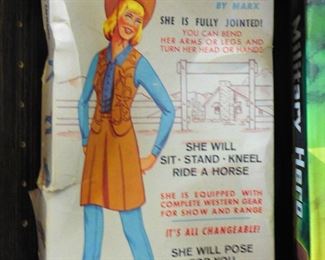 BY MARX
SHE IS FULLY JOINTED!
YOU CAN BEND
HER ARMS OR LEGS AND
TURN HER HEAD OR HANDS
SHE WILL
SIT · STAND · KNEEL
RIDE A HORSE
SHE IS EQUIPPED WITH
COMPLETE WESTERN GEAR
FOR SHOW AND RANGE
IT'S ALL CHANGEABLE!
SHE WILL POSE
FOR YOU
Military Hero